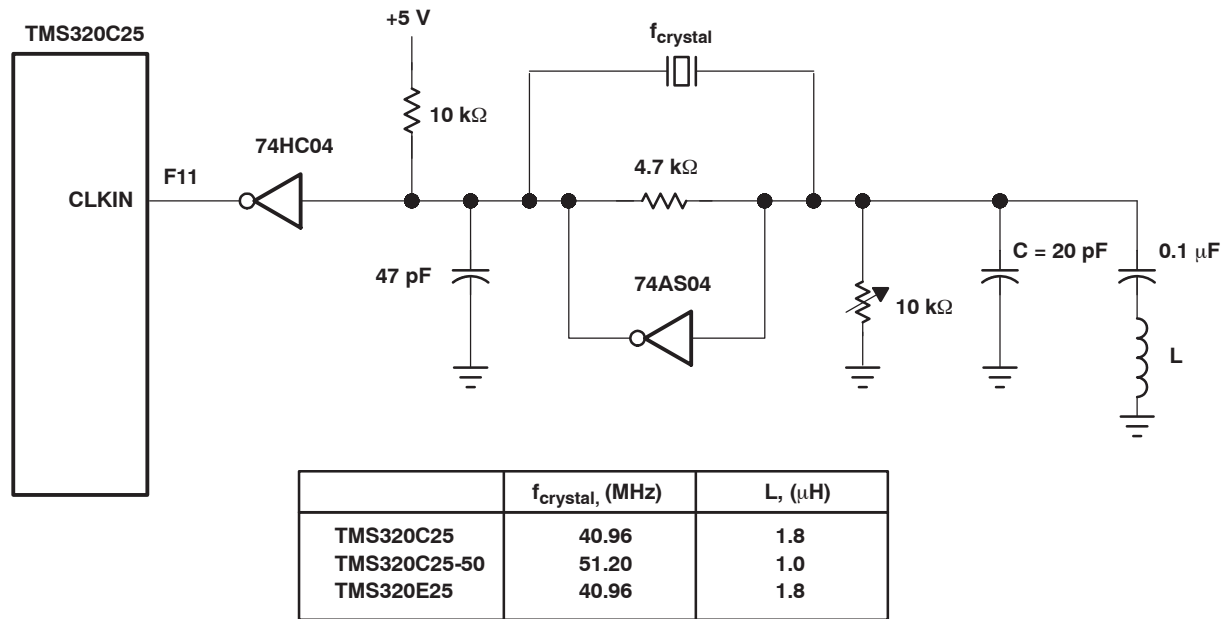 TMS320C25
+5 V
f_crystal
10 kΩ
74HC04
4.7 kΩ
F11
CLKIN
C = 20 pF
0.1 μF
47 pF
74AS04
10 kΩ
L
f_crystal, (MHz) L, (μH)
TMS320C25 40.96 1.8
TMS320C25-50 51.20 1.0
TMS320E25 40.96 1.8